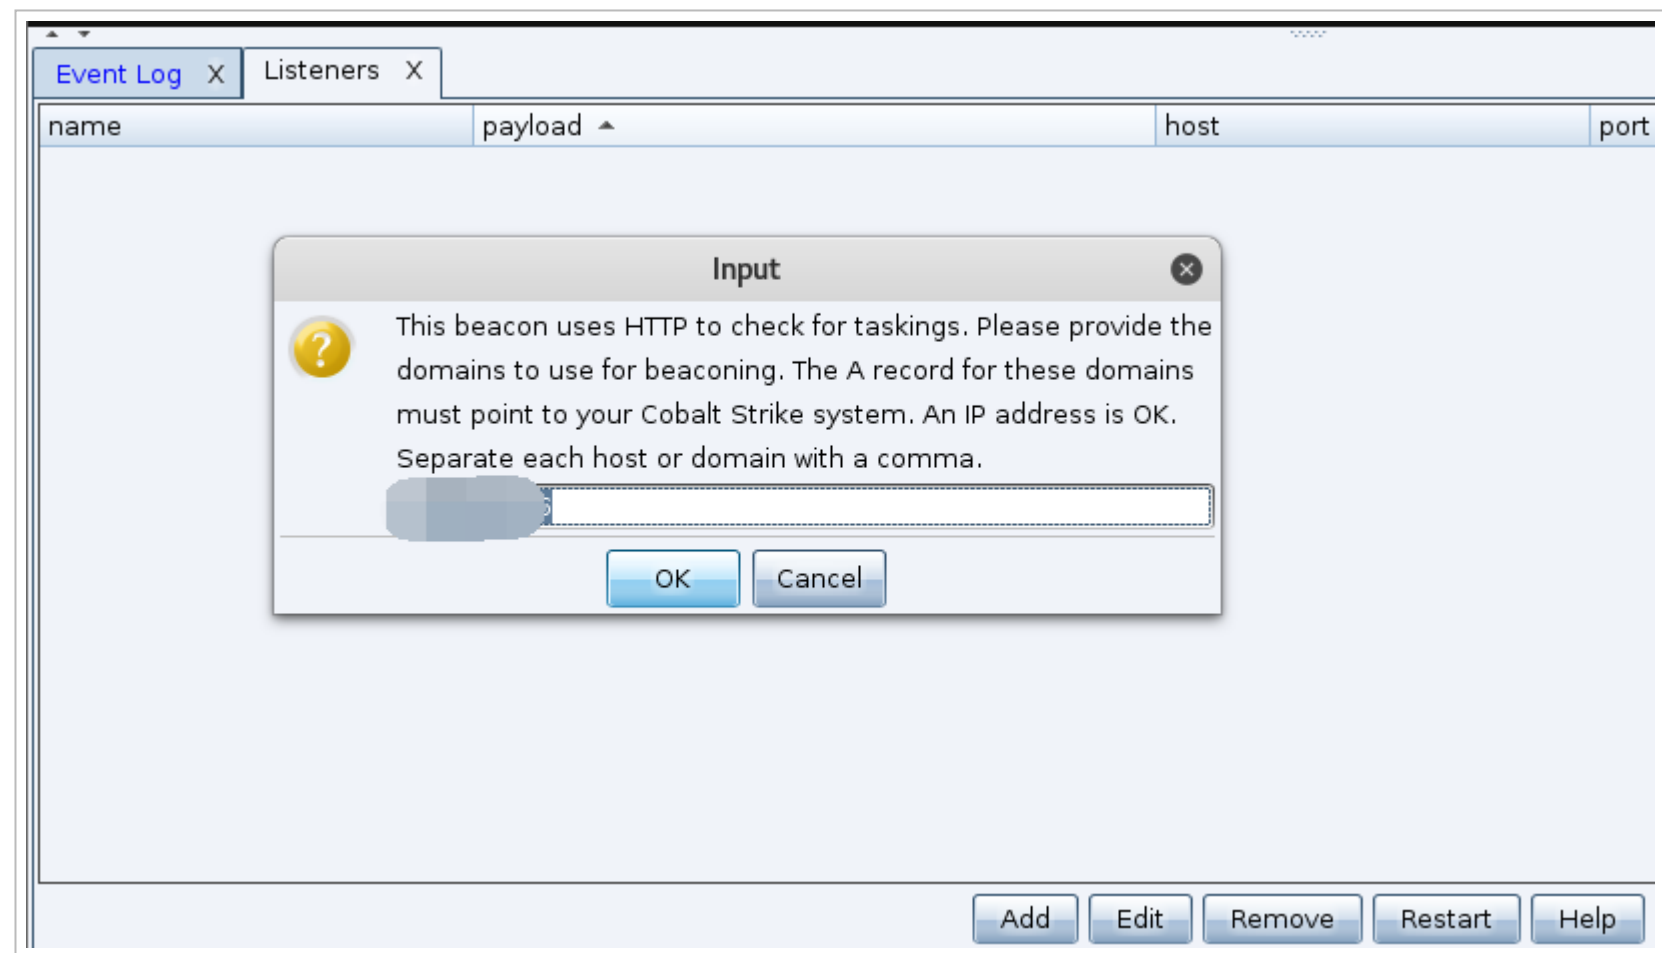 Event Log X Listeners X
name payload host port
Input
This beacon uses HTTP to check for taskings. Please provide the
domains to use for beaconing. The A record for these domains
must point to your Cobalt Strike system. An IP address is OK.
Separate each host or domain with a comma.
OK Cancel
Add Edit Remove Restart Help